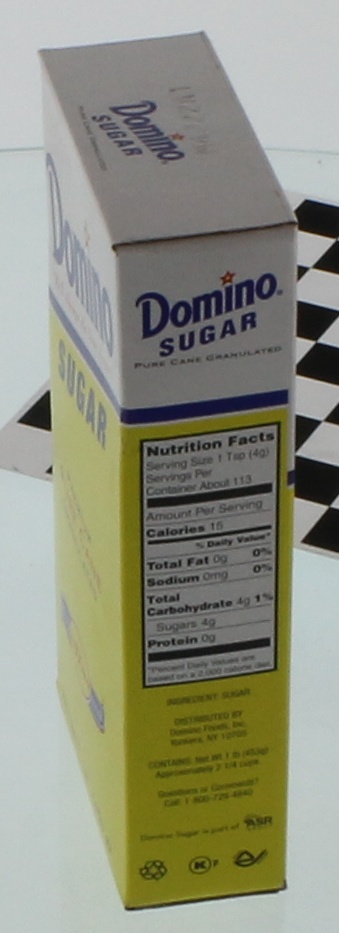 Domino
SUGAR
PURE CANE GRANULATED
Domino
SUGAR
Domino
SUGAR
PURE CANE GRANULATED
Nutrition Facts
Serving Size 1 Tsp (4g)
Servings Per
Container About 113
Amount Per Serving
Calories 15
% Daily Value*
Total Fat 0g 0%
Sodium 0mg 0%
Total
Carbohydrate 4g 1%
Sugars 4g
Protein 0g
*Percent Daily Values are
based on a 2,000 calorie diet.
INGREDIENT: SUGAR
DISTRIBUTED BY
Domino Foods, Inc.
Yonkers, NY 10705
CONTAINS: Net Wt 1 lb (453g)
Approximately 2 1/4 cups
Questions or Comments?
Call: 1-800-729-4840
Domino Sugar is part of ASR
K P